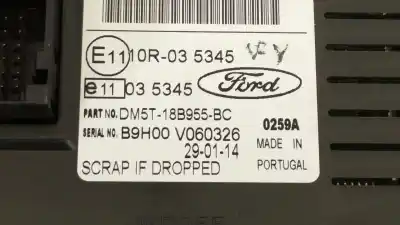 E11 10R-03 5345
e11 03 5345
Ford
PART NO. DM5T-18B955-BC
SERIAL NO. B9H00 V060326
29-01-14
0259A
SCRAP IF DROPPED
MADE IN
PORTUGAL